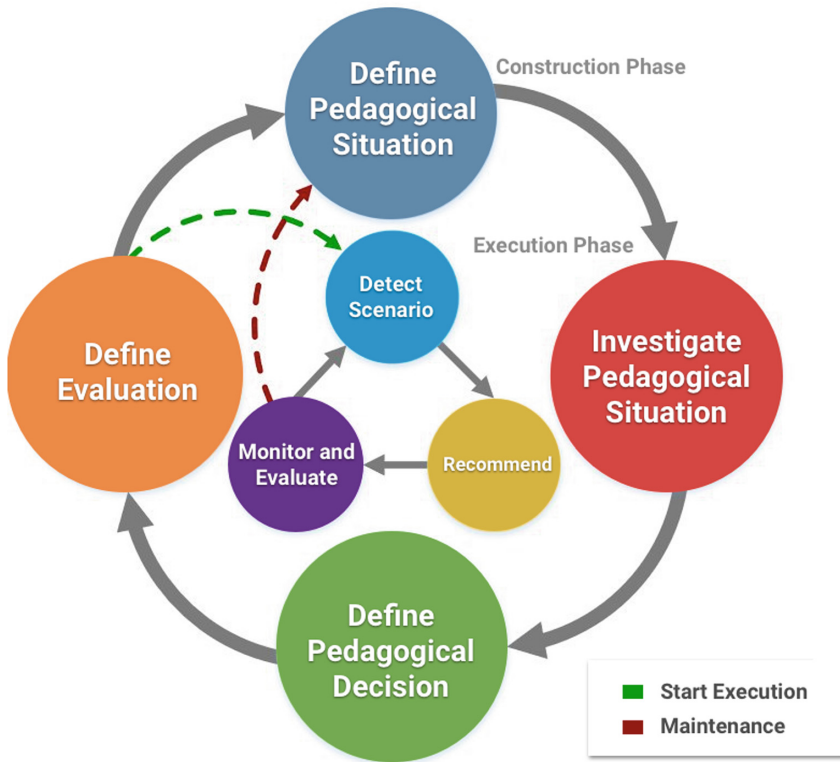 Define
Pedagogical
Situation
Construction Phase
Execution Phase
Detect
Scenario
Investigate
Pedagogical
Situation
Define
Evaluation
Monitor and
Evaluate
Recommend
Define
Pedagogical
Decision
Start Execution
Maintenance